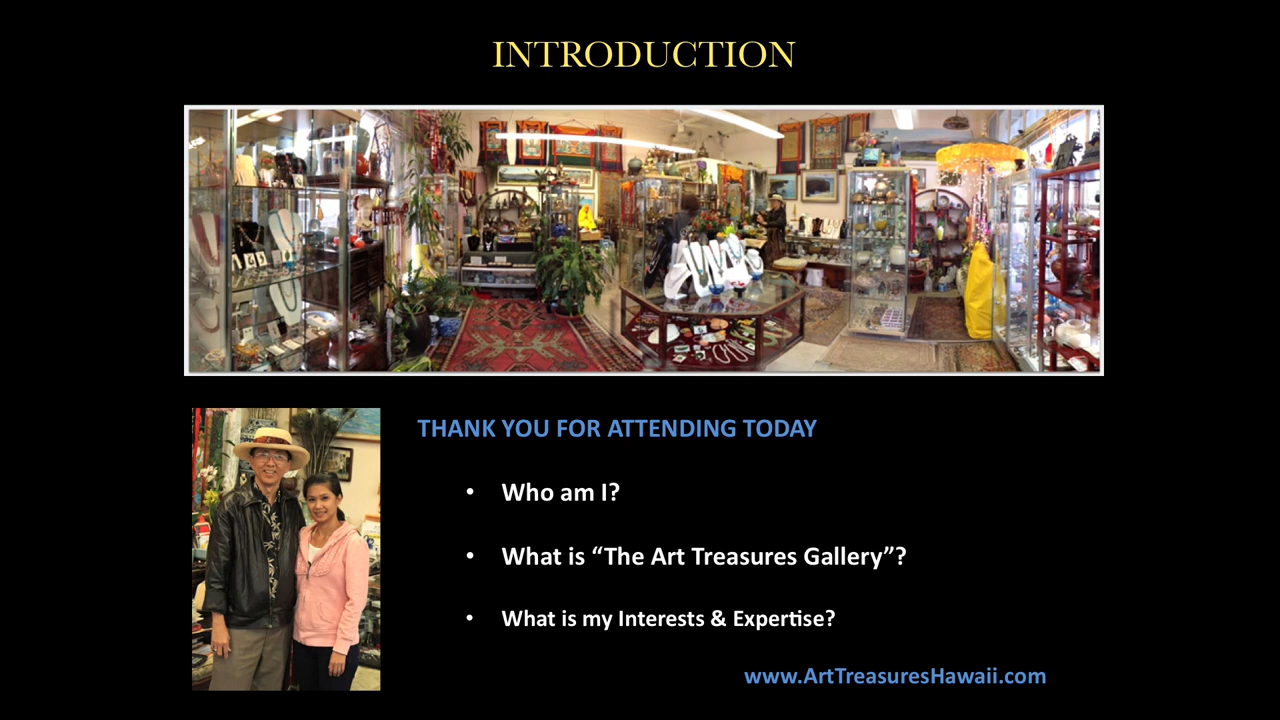 INTRODUCTION
THANK YOU FOR ATTENDING TODAY
• Who am I?
• What is “The Art Treasures Gallery”?
• What is my Interests & Expertise?
www.ArtTreasuresHawaii.com